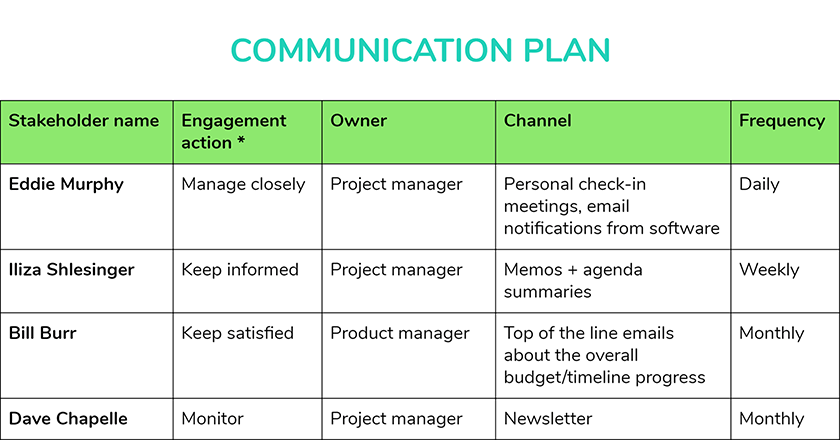 COMMUNICATION PLAN
Stakeholder name
Engagement
action *
Owner
Channel
Frequency
Eddie Murphy
Manage closely
Project manager
Personal check-in
meetings, email
notifications from software
Daily
Iliza Shlesinger
Keep informed
Project manager
Memos + agenda
summaries
Weekly
Bill Burr
Keep satisfied
Product manager
Top of the line emails
about the overall
budget/timeline progress
Monthly
Dave Chapelle
Monitor
Project manager
Newsletter
Monthly